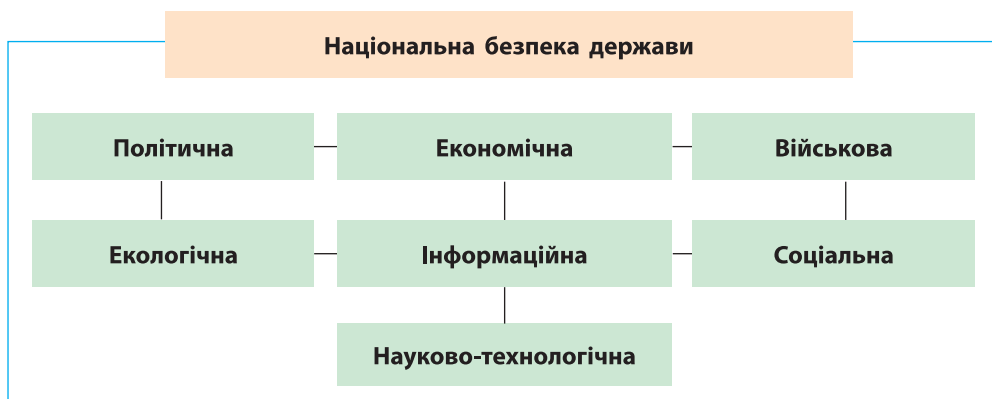 Національна безпека держави
Політична
Економічна
Військова
Екологічна
Інформаційна
Соціальна
Науково-технологічна